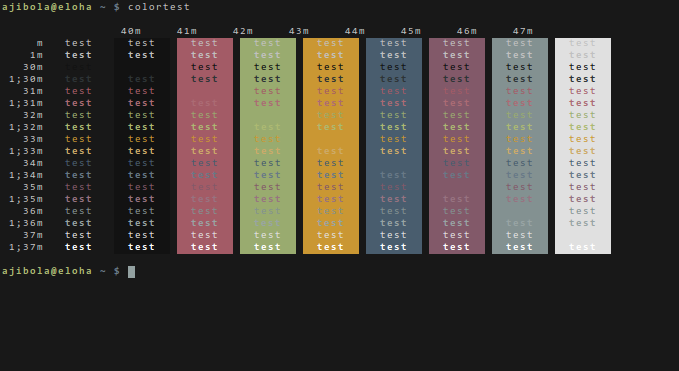 ajibola@eloha ~ $ colortest
40m 41m 42m 43m 44m 45m 46m 47m
m test test test test test test test test test
1m test test test test test test test test test
30m test test test test test test test
1;30m test test test test test test test test test
31m test test test test test test test test
1;31m test test test test test test test test test
32m test test test test test test test test
1;32m test test test test test test test test test
33m test test test test test test test test
1;33m test test test test test test test test test
34m test test test test test test test test
1;34m test test test test test test test test test
35m test test test test test test test test
1;35m test test test test test test test test test
36m test test test test test test test test
1;36m test test test test test test test test test
37m test test test test test test test test
1;37m test test test test test test test test test
ajibola@eloha ~ $